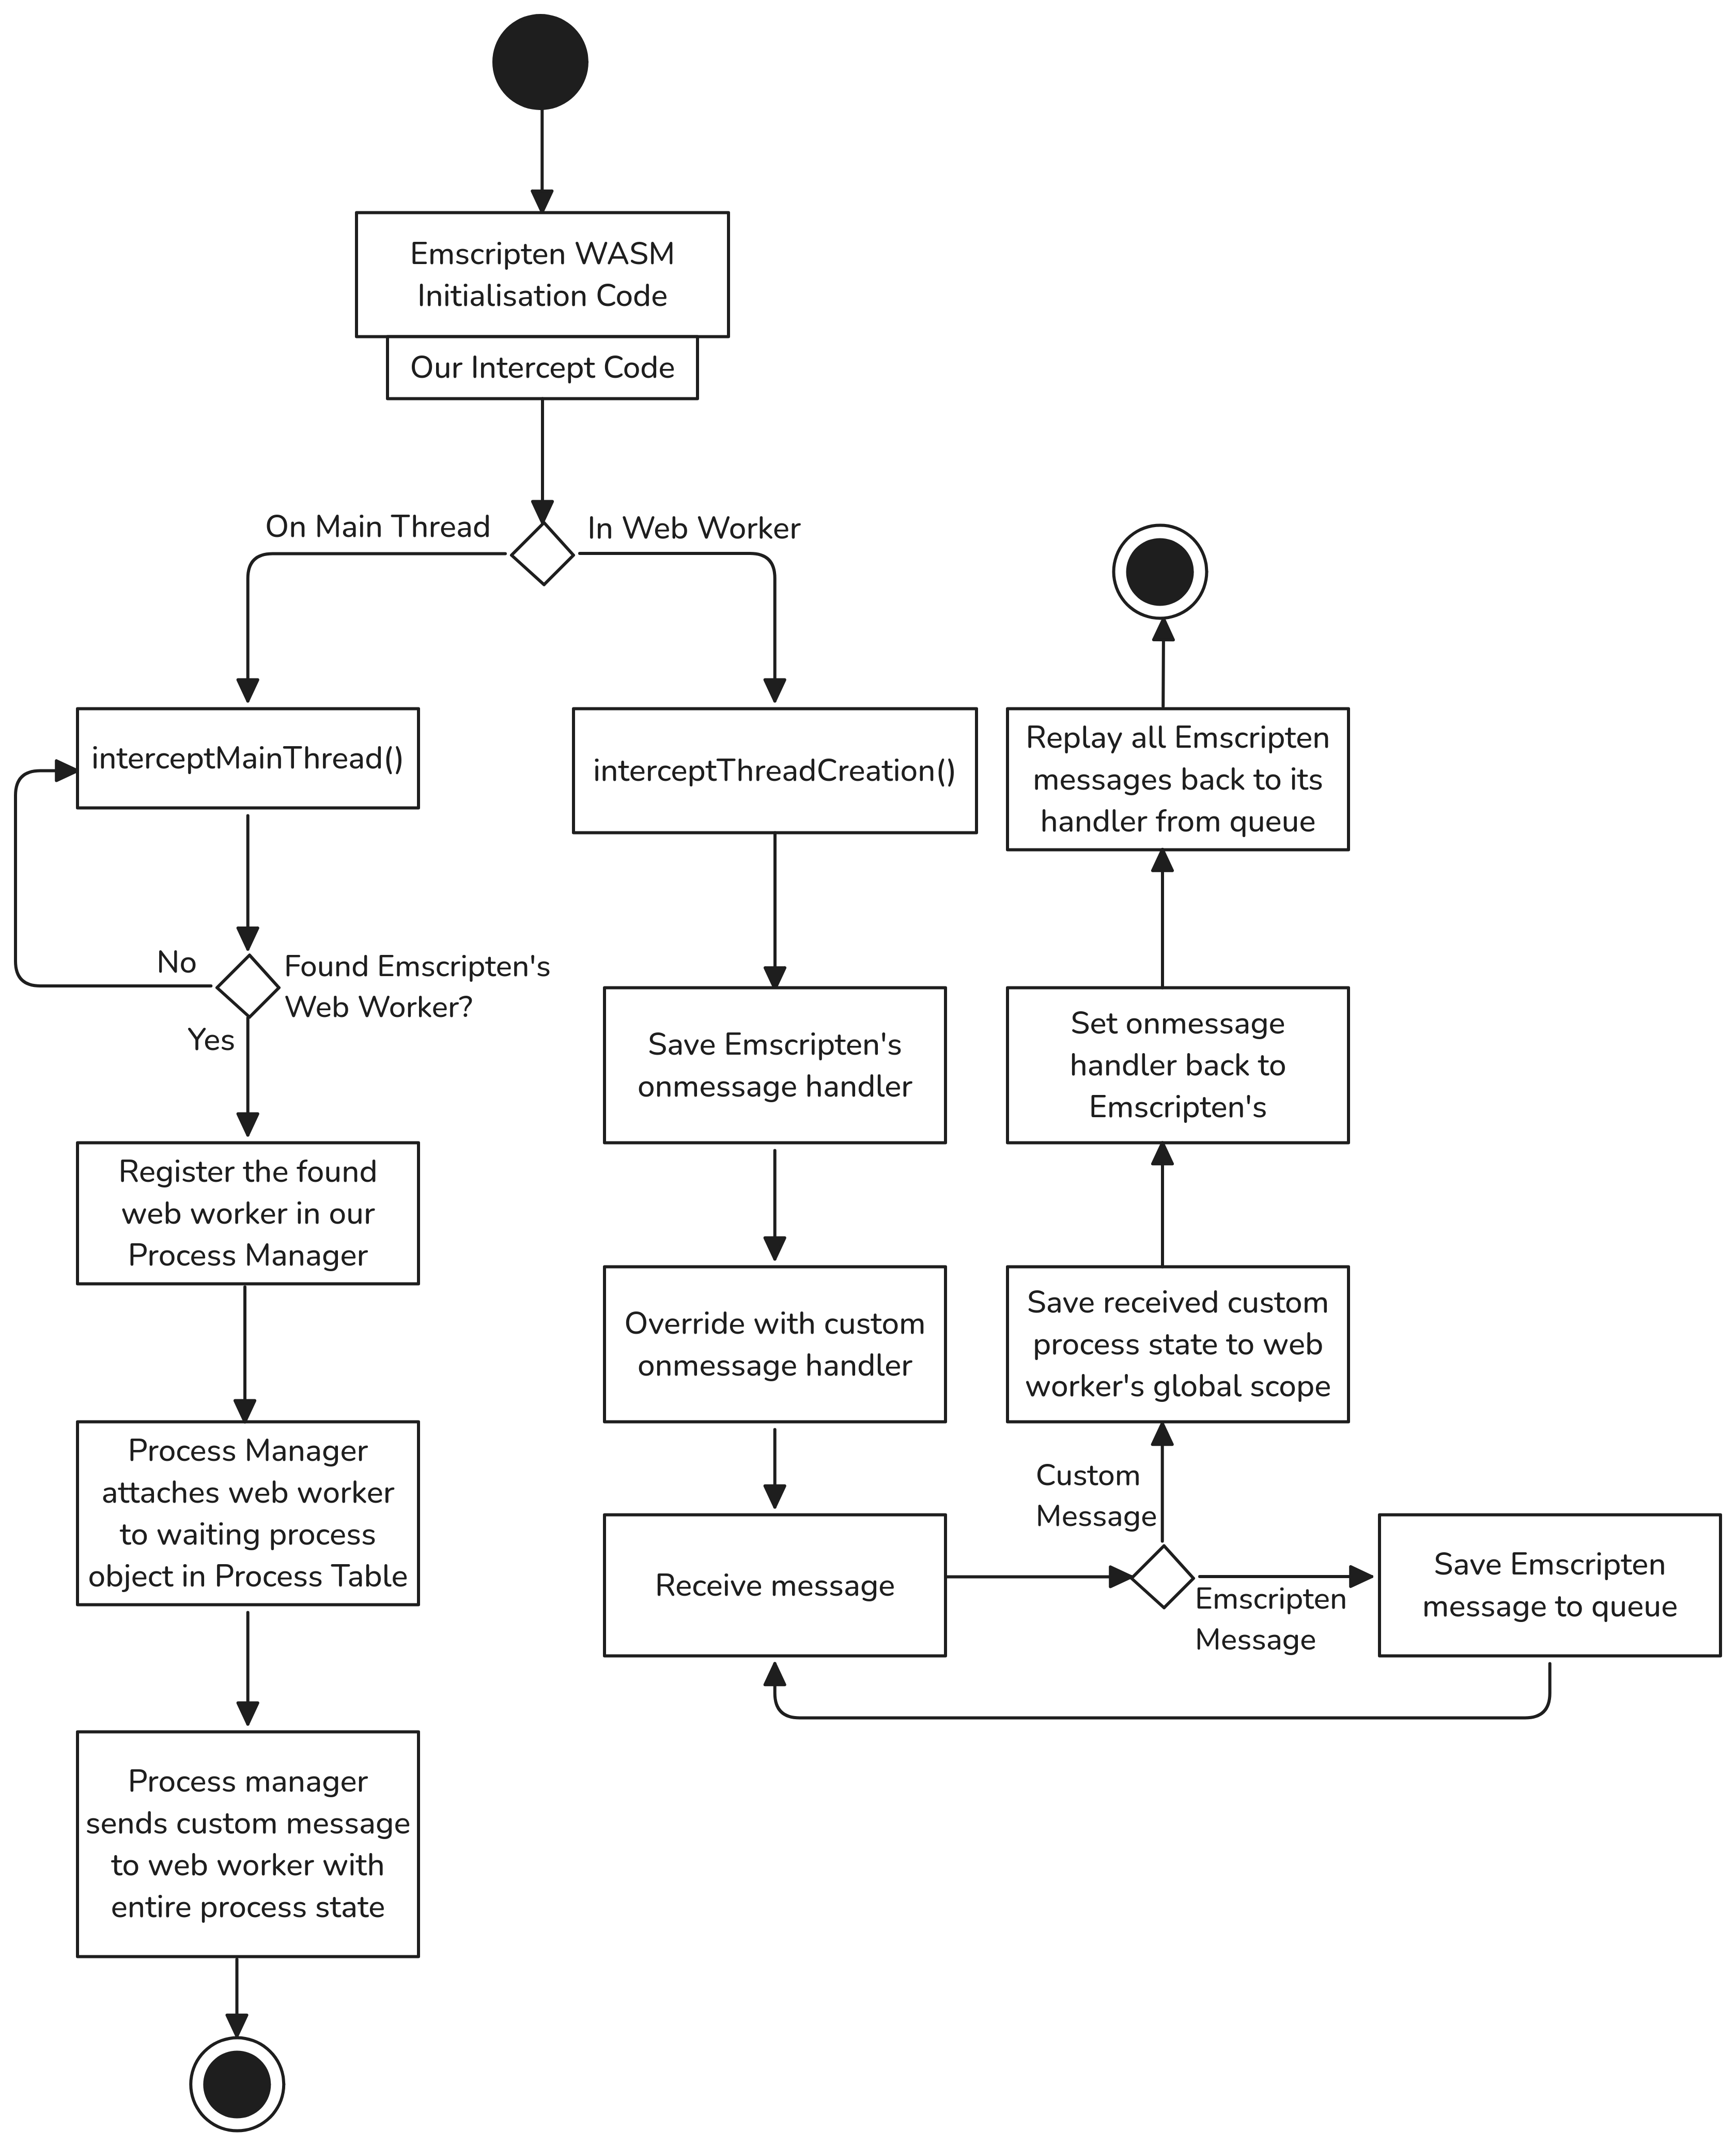 Emscripten WASM
Initialisation Code
Our Intercept Code
On Main Thread
In Web Worker
interceptMainThread()
No
Found Emscripten's
Web Worker?
Yes
Register the found
web worker in our
Process Manager
Process Manager
attaches web worker
to waiting process
object in Process Table
Process manager
sends custom message
to web worker with
entire process state
interceptThreadCreation()
Save Emscripten's
onmessage handler
Override with custom
onmessage handler
Receive message
Custom
Message
Emscripten
Message
Save Emscripten
message to queue
Save received custom
process state to web
worker's global scope
Set onmessage
handler back to
Emscripten's
Replay all Emscripten
messages back to its
handler from queue